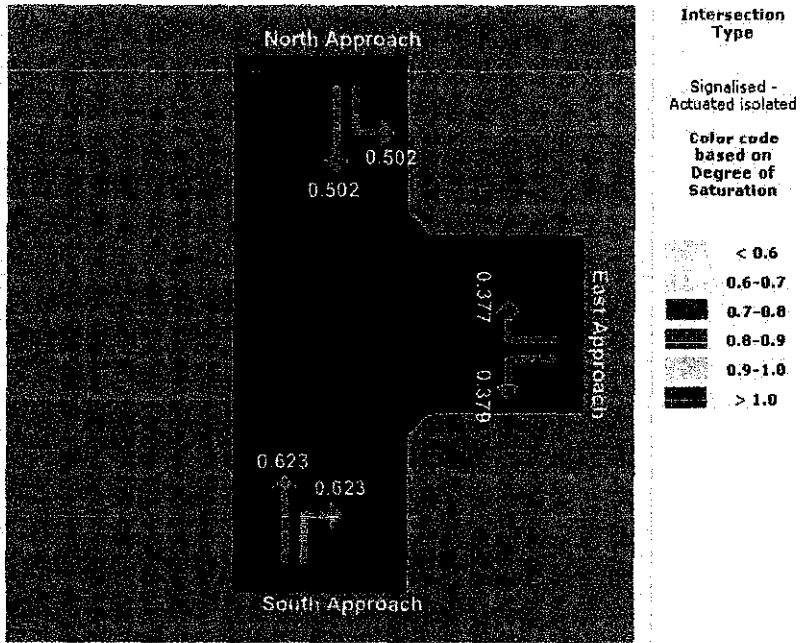 North Approach
0.502
0.502
0.377
0.379
East Approach
0.623
0.623
South Approach
Intersection
Type
Signalised -
Actuated isolated
Color code
based on
Degree of
Saturation
< 0.6
0.6-0.7
0.7-0.8
0.8-0.9
0.9-1.0
> 1.0